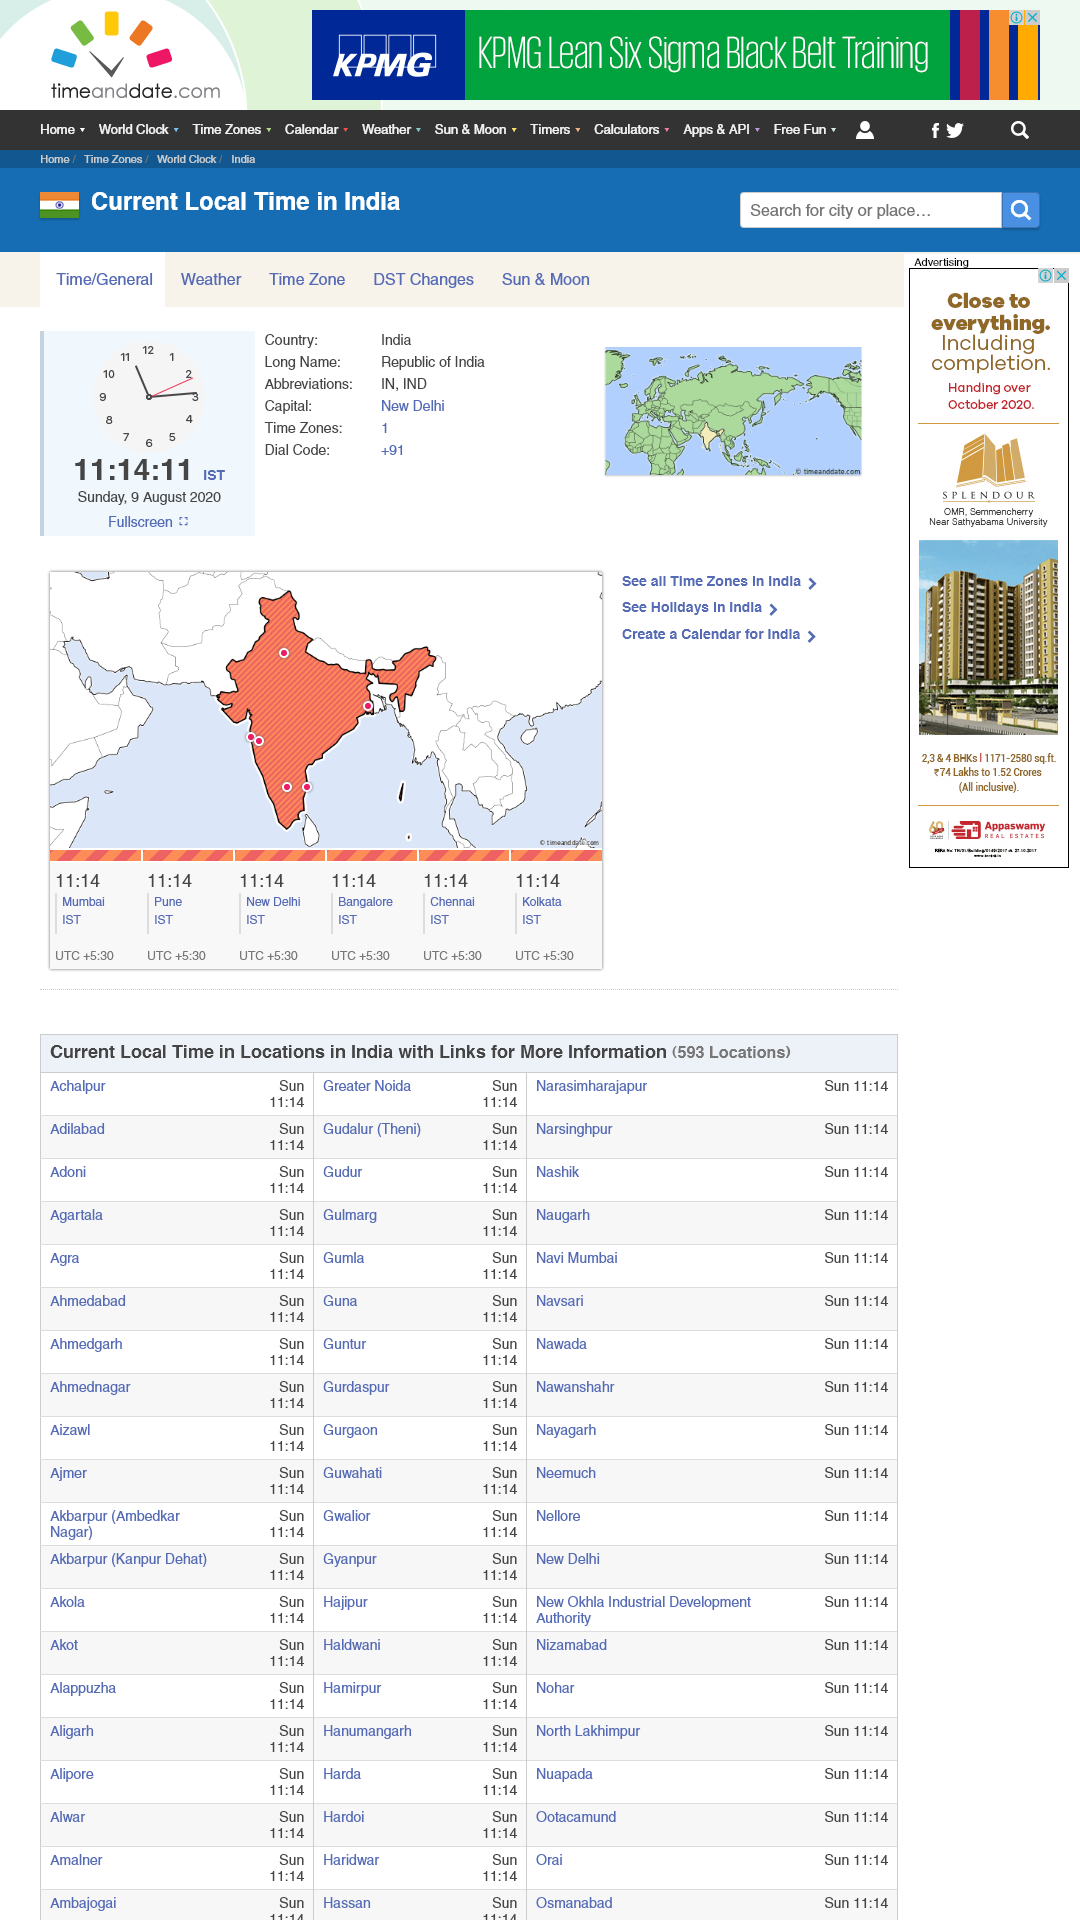 timeanddate.com
KPMG
KPMG Lean Six Sigma Black Belt Training
Home World Clock Time Zones Calendar Weather Sun & Moon Timers Calculators Apps & API Free Fun
Home / Time Zones / World Clock / India
Current Local Time in India
Search for city or place…
Time/General Weather Time Zone DST Changes Sun & Moon
12
1
2
3
4
5
6
7
8
9
10
11
11:14:11 IST
Sunday, 9 August 2020
Fullscreen
Country: India
Long Name: Republic of India
Abbreviations: IN, IND
Capital: New Delhi
Time Zones: 1
Dial Code: +91
© timeanddate.com
Advertising
Close to
everything.
Including
completion.
Handing over
October 2020.
SPLENDOUR
OMR, Semmencherry
Near Sathyabama University
2,3 & 4 BHKs | 1171-2580 sq.ft.
₹74 Lakhs to 1.52 Crores
(All inclusive).
Appaswamy
REAL ESTATES
See all Time Zones in India
See Holidays in India
Create a Calendar for India
© timeanddate.com
11:14 11:14 11:14 11:14 11:14 11:14
Mumbai Pune New Delhi Bangalore Chennai Kolkata
IST IST IST IST IST IST
UTC +5:30 UTC +5:30 UTC +5:30 UTC +5:30 UTC +5:30 UTC +5:30
Current Local Time in Locations in India with Links for More Information (593 Locations)
Achalpur Sun Greater Noida Sun Narasimharajapur Sun 11:14
11:14 11:14
Adilabad Sun Gudalur (Theni) Sun Narsinghpur Sun 11:14
11:14 11:14
Adoni Sun Gudur Sun Nashik Sun 11:14
11:14 11:14
Agartala Sun Gulmarg Sun Naugarh Sun 11:14
11:14 11:14
Agra Sun Gumla Sun Navi Mumbai Sun 11:14
11:14 11:14
Ahmedabad Sun Guna Sun Navsari Sun 11:14
11:14 11:14
Ahmedgarh Sun Guntur Sun Nawada Sun 11:14
11:14 11:14
Ahmednagar Sun Gurdaspur Sun Nawanshahr Sun 11:14
11:14 11:14
Aizawl Sun Gurgaon Sun Nayagarh Sun 11:14
11:14 11:14
Ajmer Sun Guwahati Sun Neemuch Sun 11:14
11:14 11:14
Akbarpur (Ambedkar Sun Gwalior Sun Nellore Sun 11:14
Nagar) 11:14 11:14
Akbarpur (Kanpur Dehat) Sun Gyanpur Sun New Delhi Sun 11:14
11:14 11:14
Akola Sun Hajipur Sun New Okhla Industrial Development Sun 11:14
11:14 11:14 Authority
Akot Sun Haldwani Sun Nizamabad Sun 11:14
11:14 11:14
Alappuzha Sun Hamirpur Sun Nohar Sun 11:14
11:14 11:14
Aligarh Sun Hanumangarh Sun North Lakhimpur Sun 11:14
11:14 11:14
Alipore Sun Harda Sun Nuapada Sun 11:14
11:14 11:14
Alwar Sun Hardoi Sun Ootacamund Sun 11:14
11:14 11:14
Amalner Sun Haridwar Sun Orai Sun 11:14
11:14 11:14
Ambajogai Sun Hassan Sun Osmanabad Sun 11:14
11:14 11:14